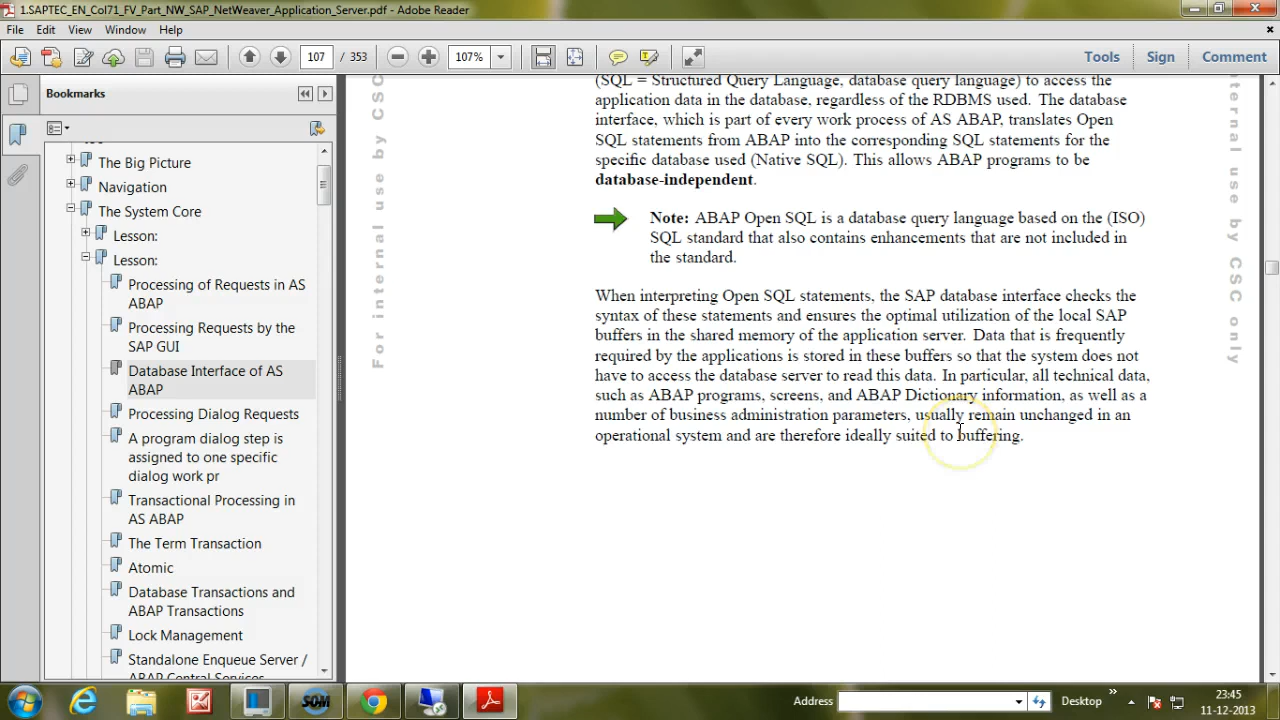 1.SAPTEC_EN_Col71_FV_Part_NW_SAP_NetWeaver_Application_Server.pdf - Adobe Reader
File Edit View Window Help
107 / 353 107% Tools Sign Comment
Bookmarks
The Big Picture
Navigation
The System Core
Lesson:
Lesson:
Processing of Requests in AS
ABAP
Processing Requests by the
SAP GUI
Database Interface of AS
ABAP
Processing Dialog Requests
A program dialog step is
assigned to one specific
dialog work pr
Transactional Processing in
AS ABAP
The Term Transaction
Atomic
Database Transactions and
ABAP Transactions
Lock Management
Standalone Enqueue Server /
ABAP Central Services
For internal use by CSC
(SQL = Structured Query Language, database query language) to access the
application data in the database, regardless of the RDBMS used. The database
interface, which is part of every work process of AS ABAP, translates Open
SQL statements from ABAP into the corresponding SQL statements for the
specific database used (Native SQL). This allows ABAP programs to be
database-independent.
Note: ABAP Open SQL is a database query language based on the (ISO)
SQL standard that also contains enhancements that are not included in
the standard.
When interpreting Open SQL statements, the SAP database interface checks the
syntax of these statements and ensures the optimal utilization of the local SAP
buffers in the shared memory of the application server. Data that is frequently
required by the applications is stored in these buffers so that the system does not
have to access the database server to read this data. In particular, all technical data,
such as ABAP programs, screens, and ABAP Dictionary information, as well as a
number of business administration parameters, usually remain unchanged in an
operational system and are therefore ideally suited to buffering.
ternal use by CSC only
SQM
Address Desktop
23:45
11-12-2013